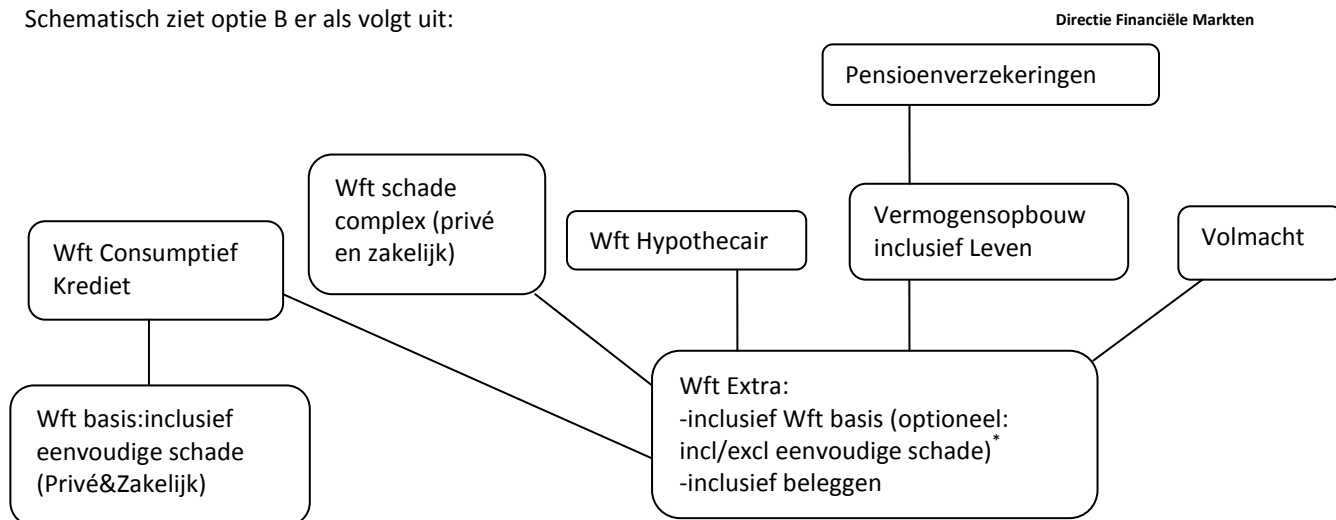 Schematisch ziet optie B er als volgt uit:
Directie Financiële Markten
Pensioenverzekeringen
Wft schade
complex (privé
en zakelijk)
Vermogensopbouw
inclusief Leven
Wft Hypothecair
Volmacht
Wft Consumptief
Krediet
Wft Extra:
-inclusief Wft basis (optioneel:
incl/excl eenvoudige schade)*
-inclusief beleggen
Wft basis:inclusief
eenvoudige schade
(Privé&Zakelijk)